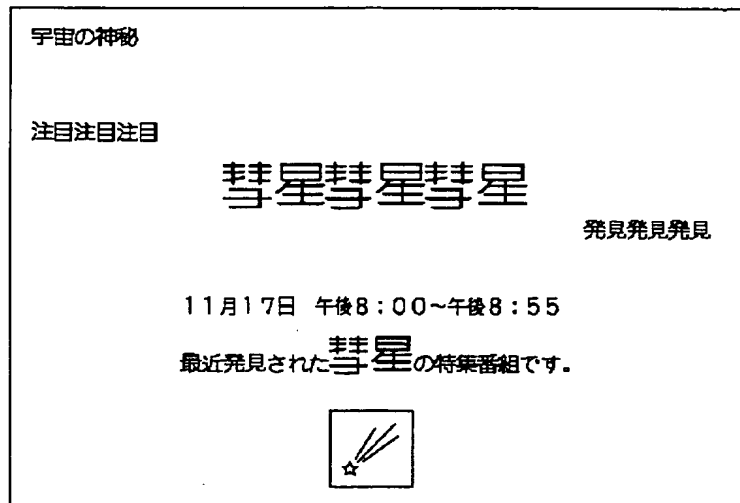 宇宙の神秘
注目注目注目
彗星彗星彗星
発見発見発見
11月17日 午後8:00~午後8:55
最近発見された彗星の特集番組です。